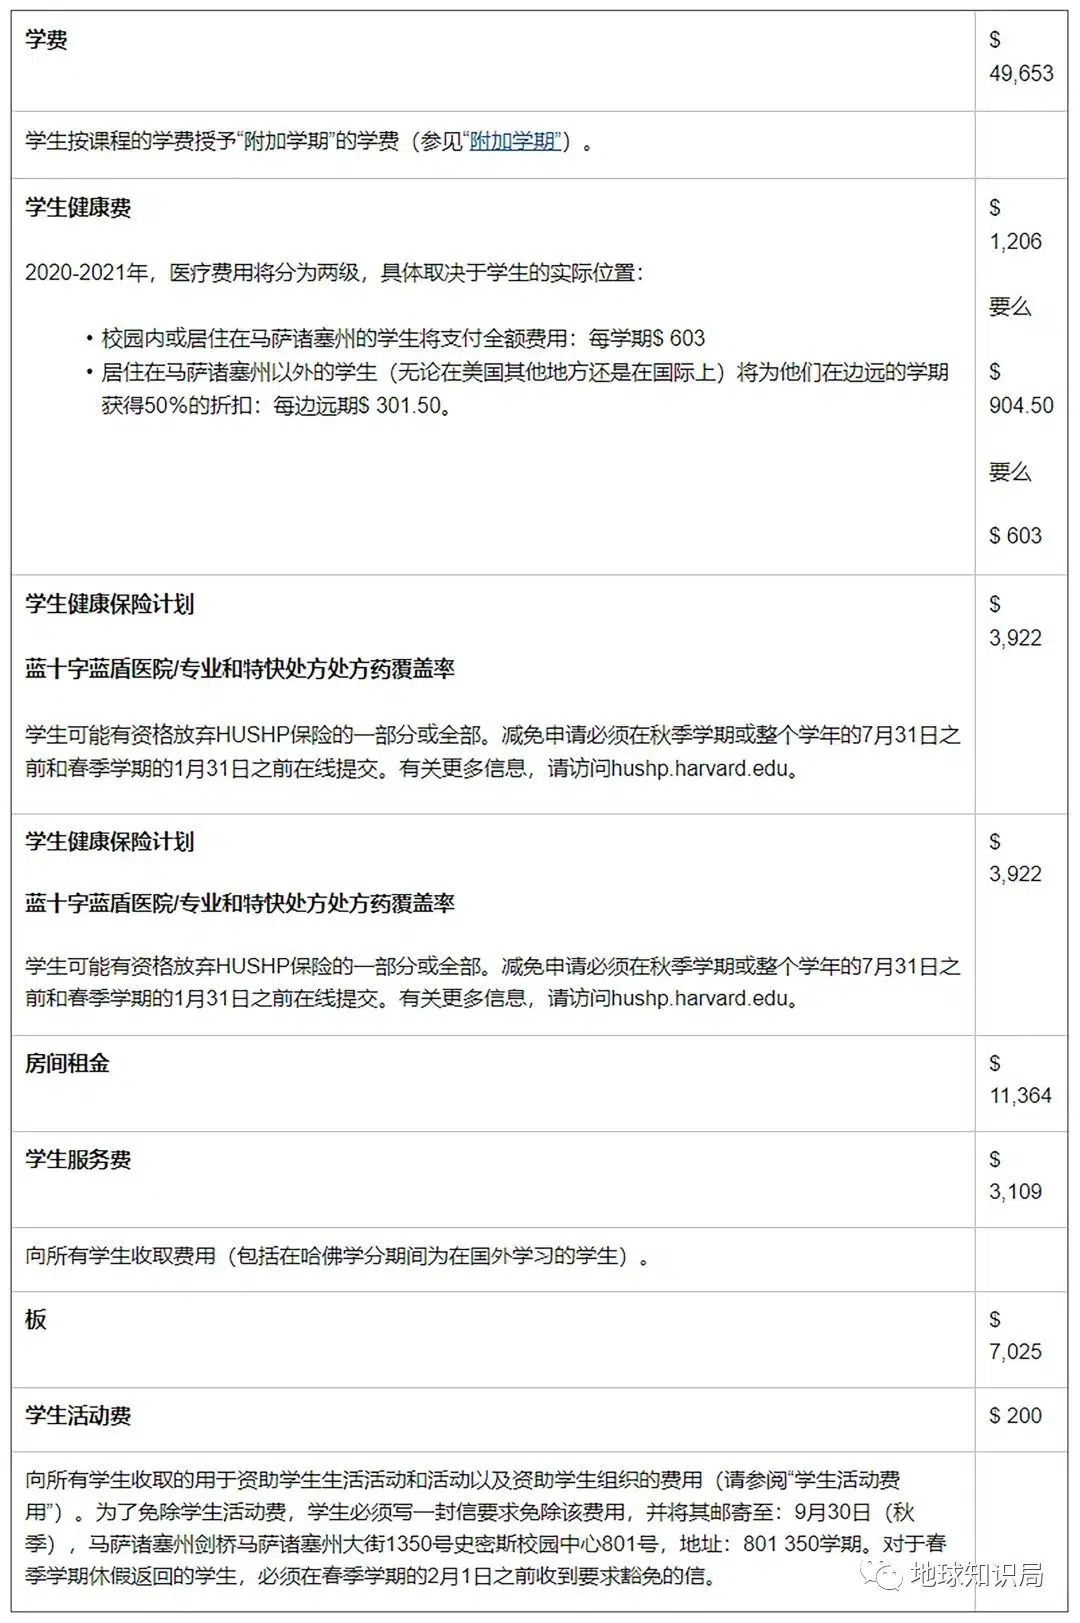 学费
$
49,653
学生按课程的学费授予“附加学期”的学费（参见“附加学期”）。
学生健康费
$
1,206
2020-2021年，医疗费用将分为两级，具体取决于学生的实际位置：
要么
• 校园内或居住在马萨诸塞州的学生将支付全额费用：每学期$ 603
• 居住在马萨诸塞州以外的学生（无论在美国其他地方还是在国际上）将为他们在边远的学期
获得50%的折扣：每边远期$ 301.50。
$
904.50
要么
$ 603
学生健康保险计划
$
3,922
蓝十字蓝盾医院/专业和特快处方处方药覆盖率
学生可能有资格放弃HUSHP保险的一部分或全部。减免申请必须在秋季学期或整个学年的7月31日之
前和春季学期的1月31日之前在线提交。有关更多信息，请访问hushp.harvard.edu。
学生健康保险计划
$
3,922
蓝十字蓝盾医院/专业和特快处方处方药覆盖率
学生可能有资格放弃HUSHP保险的一部分或全部。减免申请必须在秋季学期或整个学年的7月31日之
前和春季学期的1月31日之前在线提交。有关更多信息，请访问hushp.harvard.edu。
房间租金
$
11,364
学生服务费
$
3,109
向所有学生收取费用（包括在哈佛学分期间为在国外学习的学生）。
板
$
7,025
学生活动费
$ 200
向所有学生收取的用于资助学生生活活动和活动以及资助学生组织的费用（请参阅“学生活动费
用”）。为了免除学生活动费，学生必须写一封信要求免除该费用，并将其邮寄至：9月30日（秋
季），马萨诸塞州剑桥马萨诸塞州大街1350号史密斯校园中心801号，地址：801 350学期。对于春
季学期休假返回的学生，必须在春季学期的2月1日之前收到要求豁免的信。
地球知识局